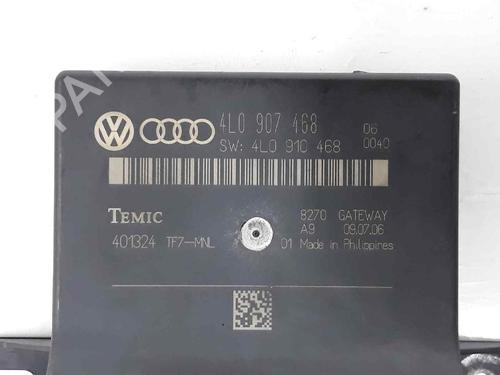 4L0 907 468 06
SW: 4L0 910 468 0040
TEMIC 8270 GATEWAY
A9 09.07.06
401324 TF7-MNL 01 Made in Philippines